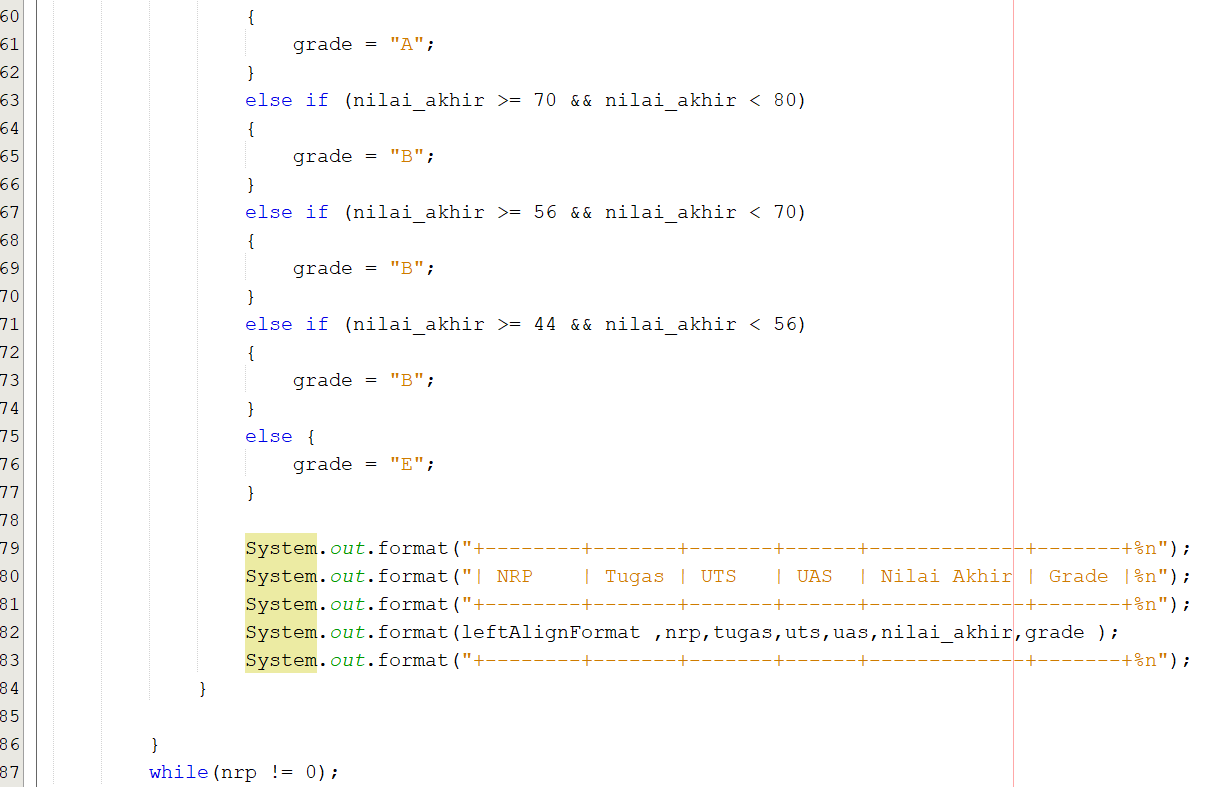 60 {
61 grade = "A";
62 }
63 else if (nilai_akhir >= 70 && nilai_akhir < 80)
64 {
65 grade = "B";
66 }
67 else if (nilai_akhir >= 56 && nilai_akhir < 70)
68 {
69 grade = "B";
70 }
71 else if (nilai_akhir >= 44 && nilai_akhir < 56)
72 {
73 grade = "B";
74 }
75 else {
76 grade = "E";
77 }
78
79 System.out.format("+--------+-------+-------+------+-------------+-------+%n");
80 System.out.format("| NRP    | Tugas | UTS   | UAS  | Nilai Akhir | Grade |%n");
81 System.out.format("+--------+-------+-------+------+-------------+-------+%n");
82 System.out.format(leftAlignFormat ,nrp,tugas,uts,uas,nilai_akhir,grade );
83 System.out.format("+--------+-------+-------+------+-------------+-------+%n");
84 }
85
86 }
87 while(nrp != 0);